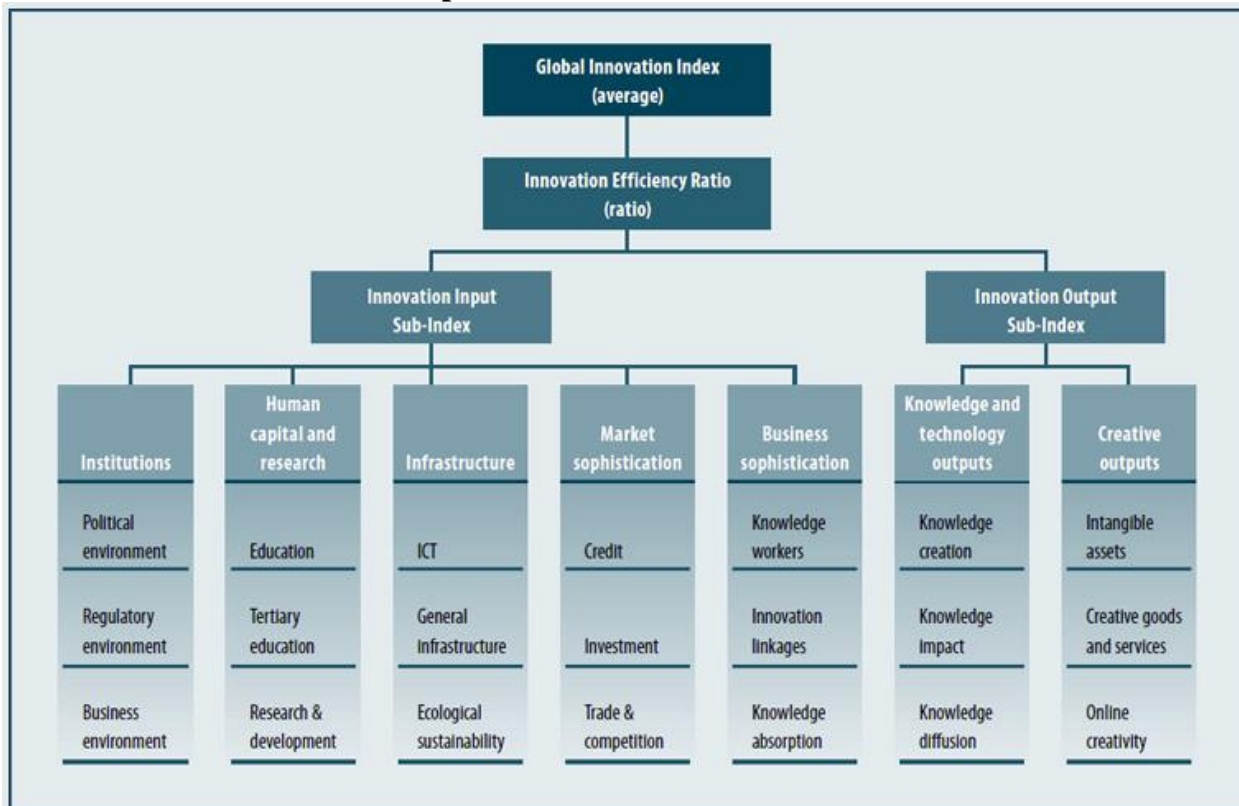 Global Innovation Index
(average)
Innovation Efficiency Ratio
(ratio)
Innovation Input
Sub-Index
Innovation Output
Sub-Index
Institutions
Human
capital and
research
Infrastructure
Market
sophistication
Business
sophistication
Knowledge and
technology
outputs
Creative
outputs
Political
environment
Education
ICT
Credit
Knowledge
workers
Knowledge
creation
Intangible
assets
Regulatory
environment
Tertiary
education
General
infrastructure
Investment
Innovation
linkages
Knowledge
impact
Creative goods
and services
Business
environment
Research &
development
Ecological
sustainability
Trade &
competition
Knowledge
absorption
Knowledge
diffusion
Online
creativity